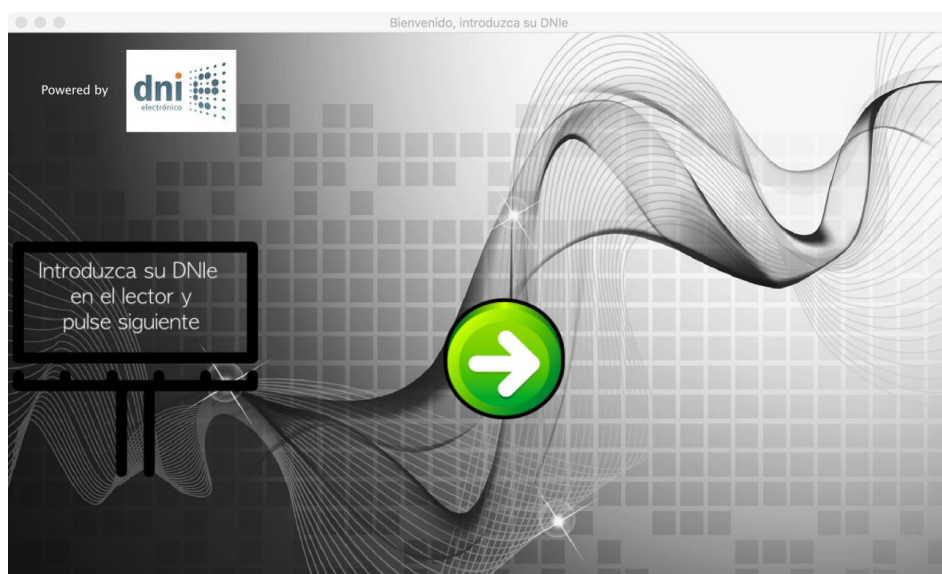 Bienvenido, introduzca su DNIe
Powered by
dni
electrónico
Introduzca su DNIe
en el lector y
pulse siguiente